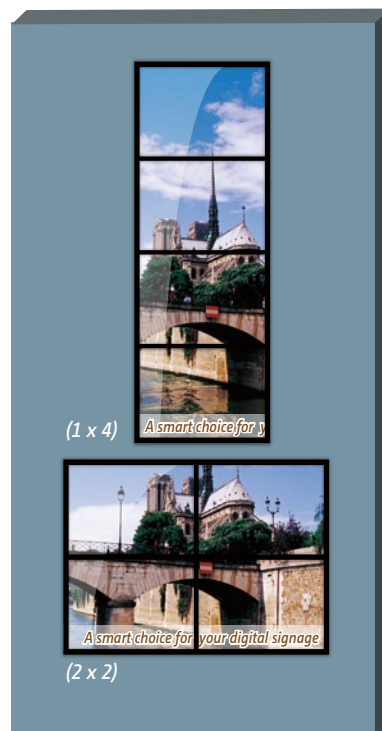 (1 x 4)
A smart choice for y
A smart choice for your digital signage
(2 x 2)